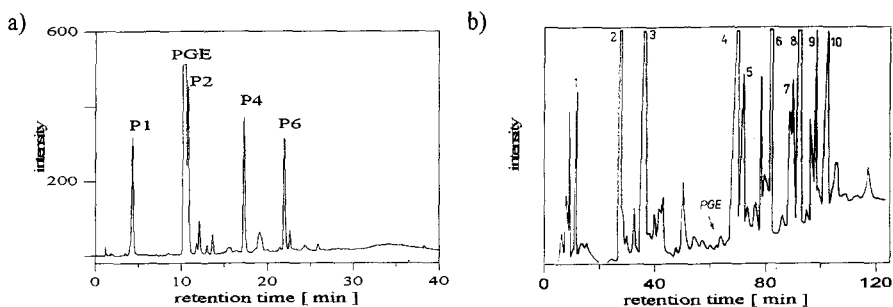 a)
600
200
intensity
PGE
P2
P1
P4
P6
0 10 20 30 40
retention time [ min ]
b)
intensity
1
2
3
4
5
6
7
8
9
10
PGE
0 40 80 120
retention time [ min ]